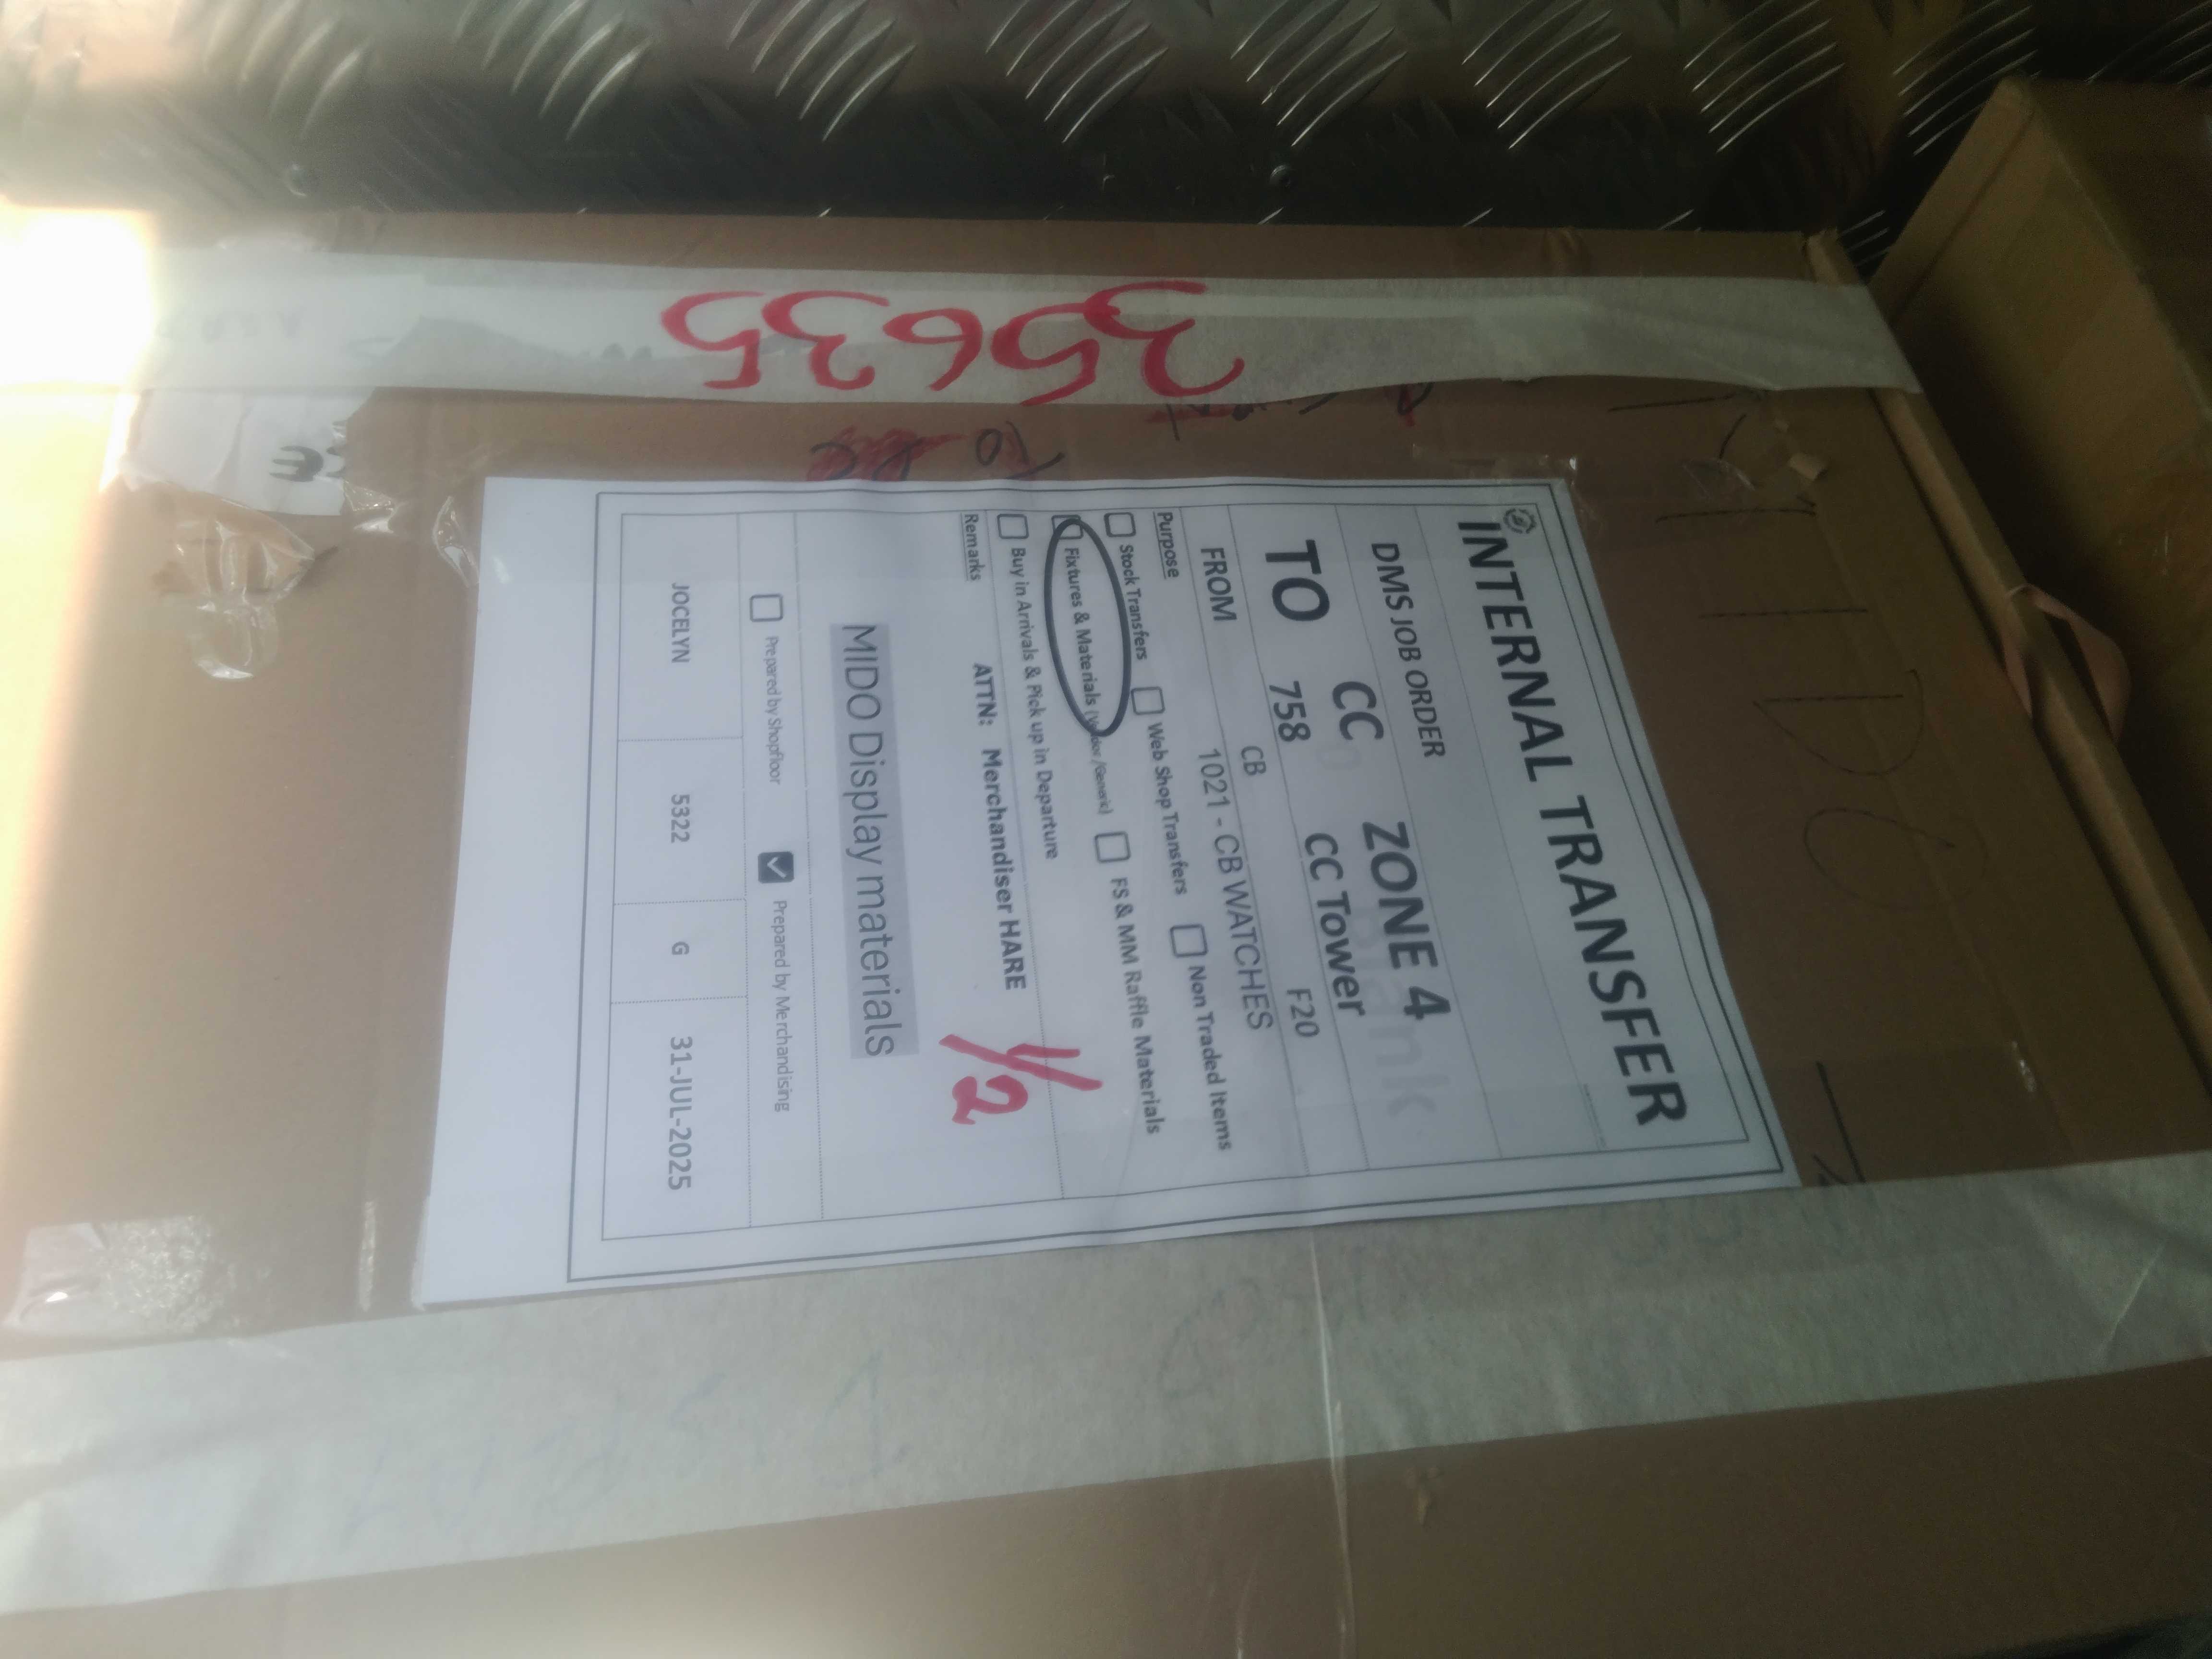 35635
INTERNAL TRANSFER
DMS JOB ORDER
TO CC ZONE 4
758 CC Tower F20
CB
FROM 1021 - CB WATCHES
Purpose
Stock Transfers Web Shop Transfers Non Traded Items
Fixtures & Materials (Vendor /Generic) FS & MM Raffle Materials
Buy in Arrivals & Pick up in Departure
Remarks ATTN: Merchandiser HARE
1/2
MIDO Display materials
Prepared by Shopfloor Prepared by Merchandising
JOCELYN 5322 G 31-JUL-2025